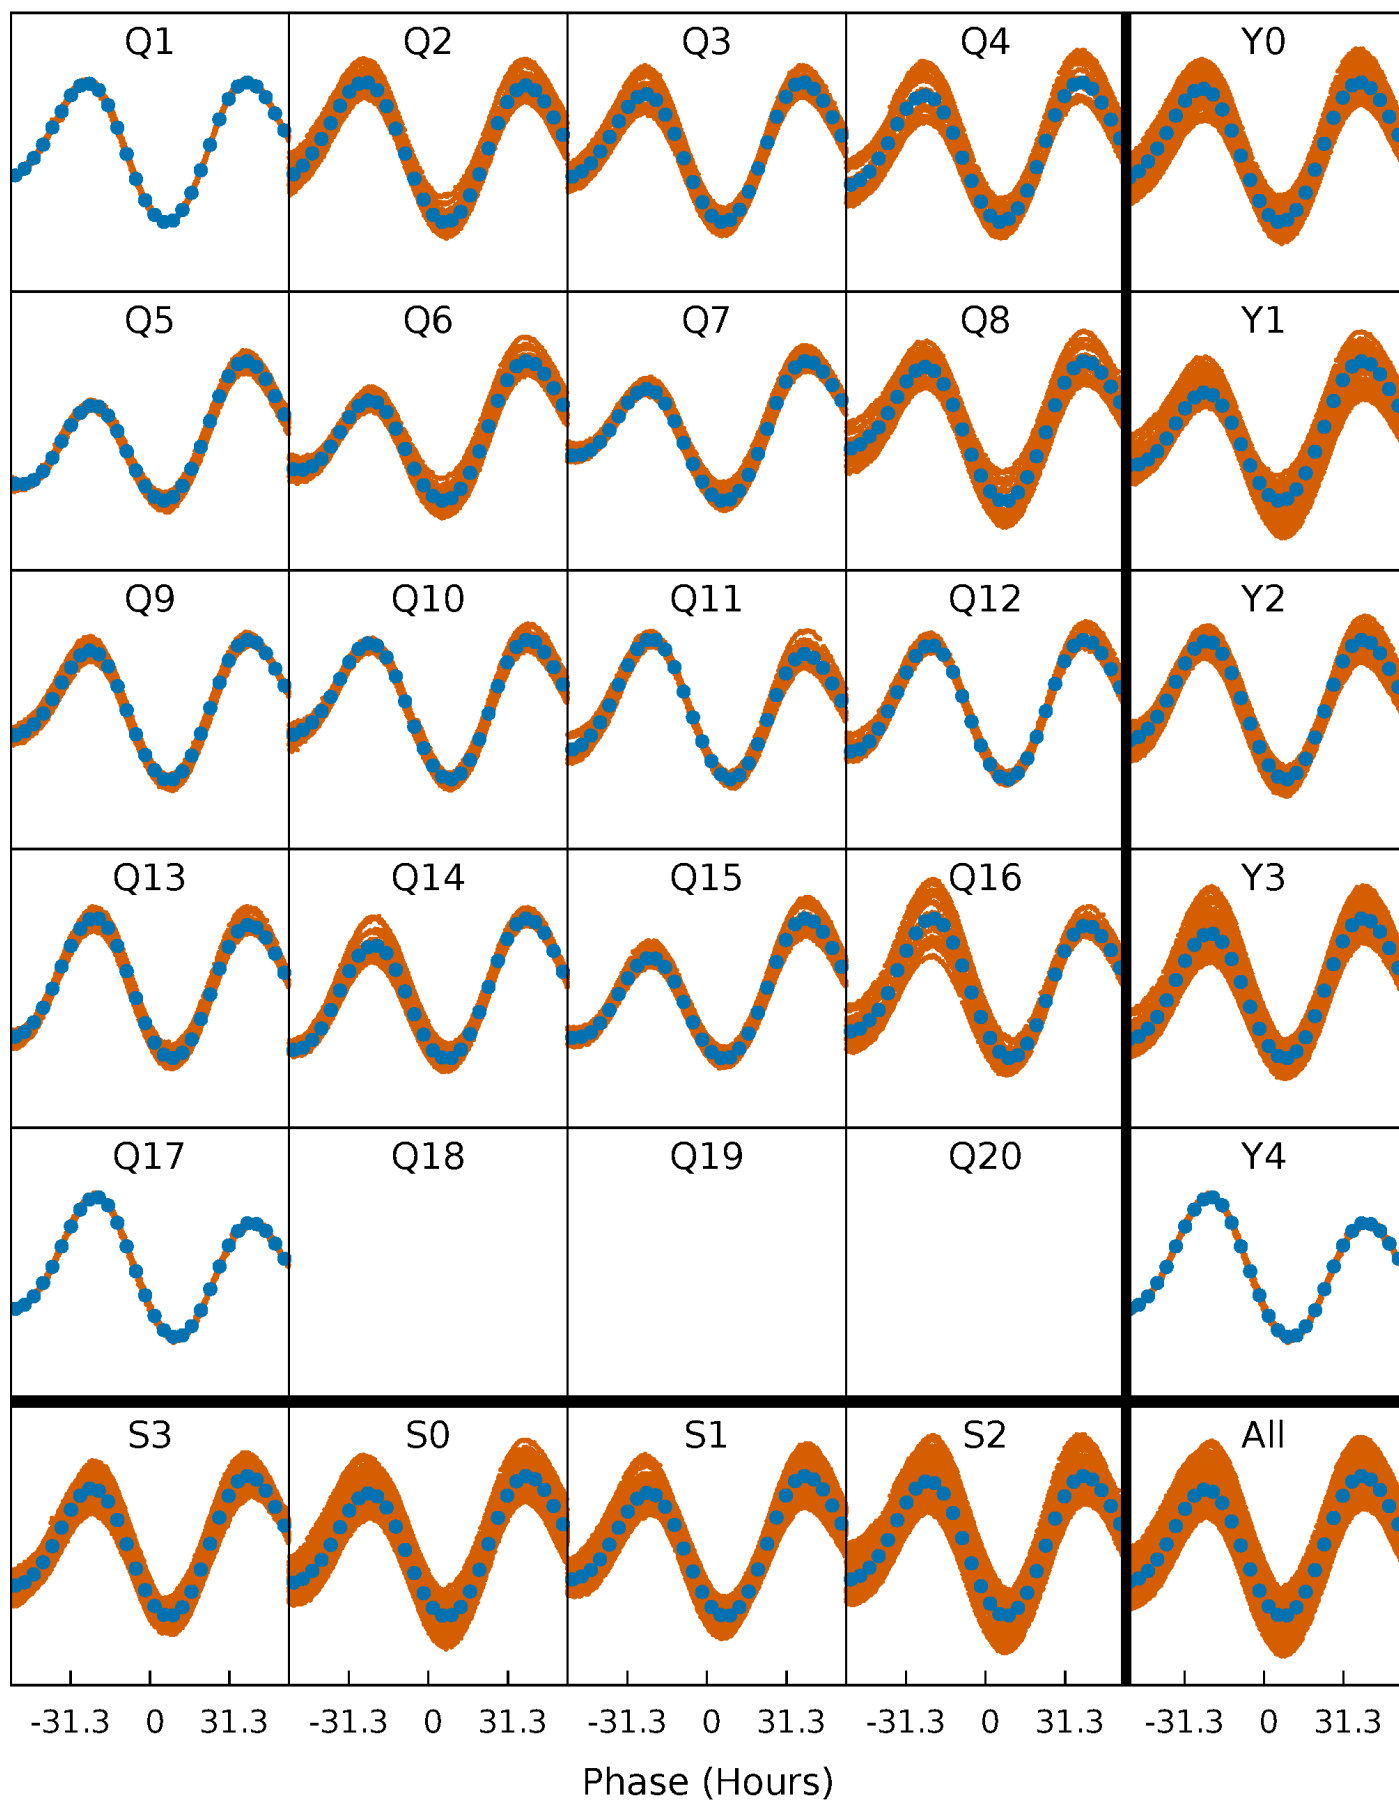 Q1 Q2 Q3 Q4 Y0
Q5 Q6 Q7 Q8 Y1
Q9 Q10 Q11 Q12 Y2
Q13 Q14 Q15 Q16 Y3
Q17 Q18 Q19 Q20 Y4
S3 S0 S1 S2 All
-31.3 0 31.3 -31.3 0 31.3 -31.3 0 31.3 -31.3 0 31.3 -31.3 0 31.3
Phase (Hours)